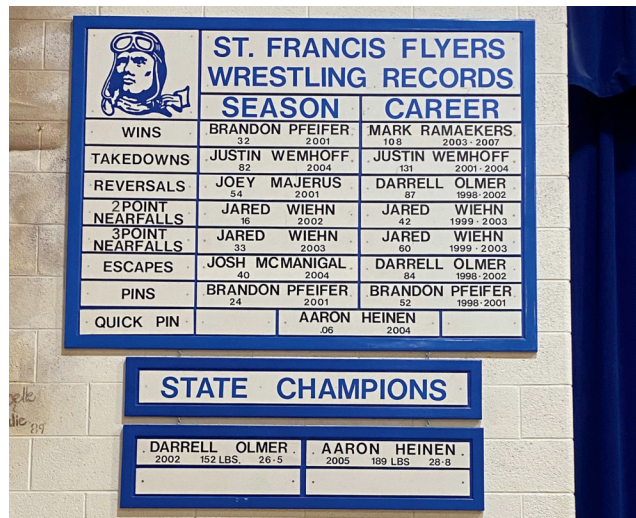 ST. FRANCIS FLYERS
WRESTLING RECORDS
SEASON CAREER
WINS BRANDON PFEIFER MARK RAMAEKERS
32 2001 108 2003-2007
TAKEDOWNS JUSTIN WEMHOFF JUSTIN WEMHOFF
82 2004 131 2001-2004
REVERSALS JOEY MAJERUS DARRELL OLMER
54 2001 87 1998-2002
2POINT NEARFALLS JARED WIEHN JARED WIEHN
16 2002 42 1999-2003
3POINT NEARFALLS JARED WIEHN JARED WIEHN
33 2003 60 1999-2003
ESCAPES JOSH MCMANIGAL DARRELL OLMER
40 2004 84 1998-2002
PINS BRANDON PFEIFER BRANDON PFEIFER
24 2001 52 1998-2001
QUICK PIN AARON HEINEN
.06 2004
STATE CHAMPIONS
DARRELL OLMER AARON HEINEN
2002 152 LBS. 26-5 2005 189 LBS 28-8